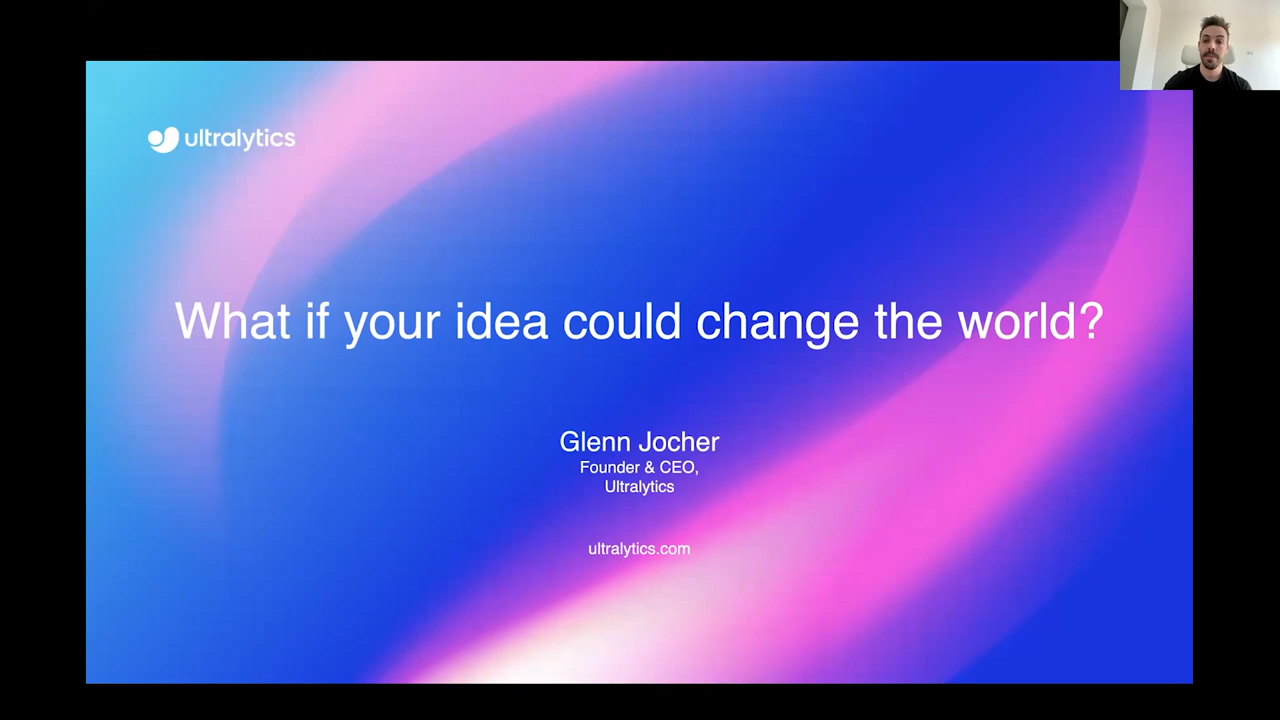 ultralytics
What if your idea could change the world?
Glenn Jocher
Founder & CEO,
Ultralytics
ultralytics.com